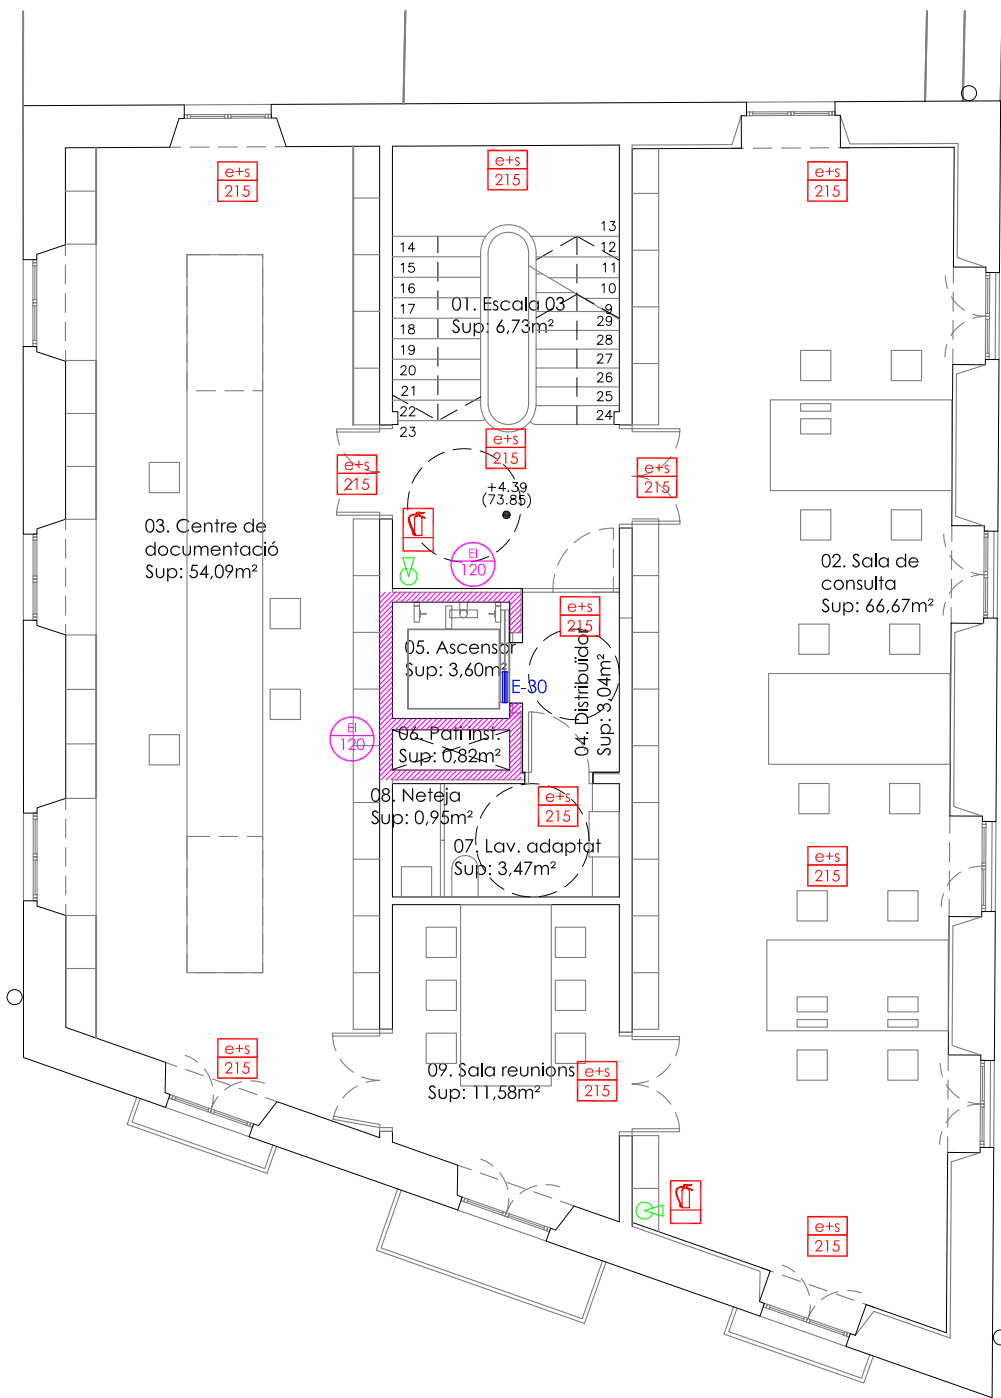 e+s
215
e+s
215
e+s
215
13
14
12
15
11
16
10
17
9
01. Escala 03
Sup: 6,73m²
29
18
28
19
27
20
26
21
25
22
24
23
e+s
215
e+s
215
e+s
215
+4.39
(73.85)
03. Centre de
documentació
Sup: 54,09m²
EI
120
02. Sala de
consulta
Sup: 66,67m²
e+s
215
05. Ascensor
Sup: 3,60m²
E-30
04. Distribuïdor
Sup: 3,04m²
EI
120
06. Pati inst.
Sup: 0,82m²
08. Neteja
Sup: 0,95m²
e+s
215
07. Lav. adaptat
Sup: 3,47m²
e+s
215
e+s
215
09. Sala reunions
Sup: 11,58m²
e+s
215
e+s
215